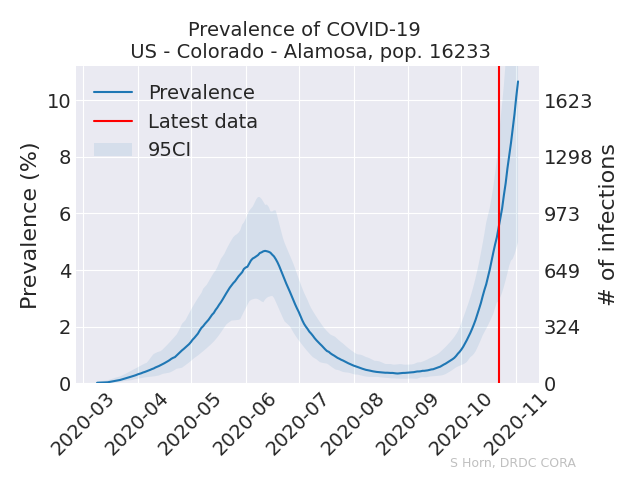 Prevalence of COVID-19
US - Colorado - Alamosa, pop. 16233
Prevalence
Latest data
95CI
Prevalence (%)
10
8
6
4
2
0
1623
1298
973
649
324
0
# of infections
2020-03
2020-04
2020-05
2020-06
2020-07
2020-08
2020-09
2020-10
2020-11
S Horn, DRDC CORA